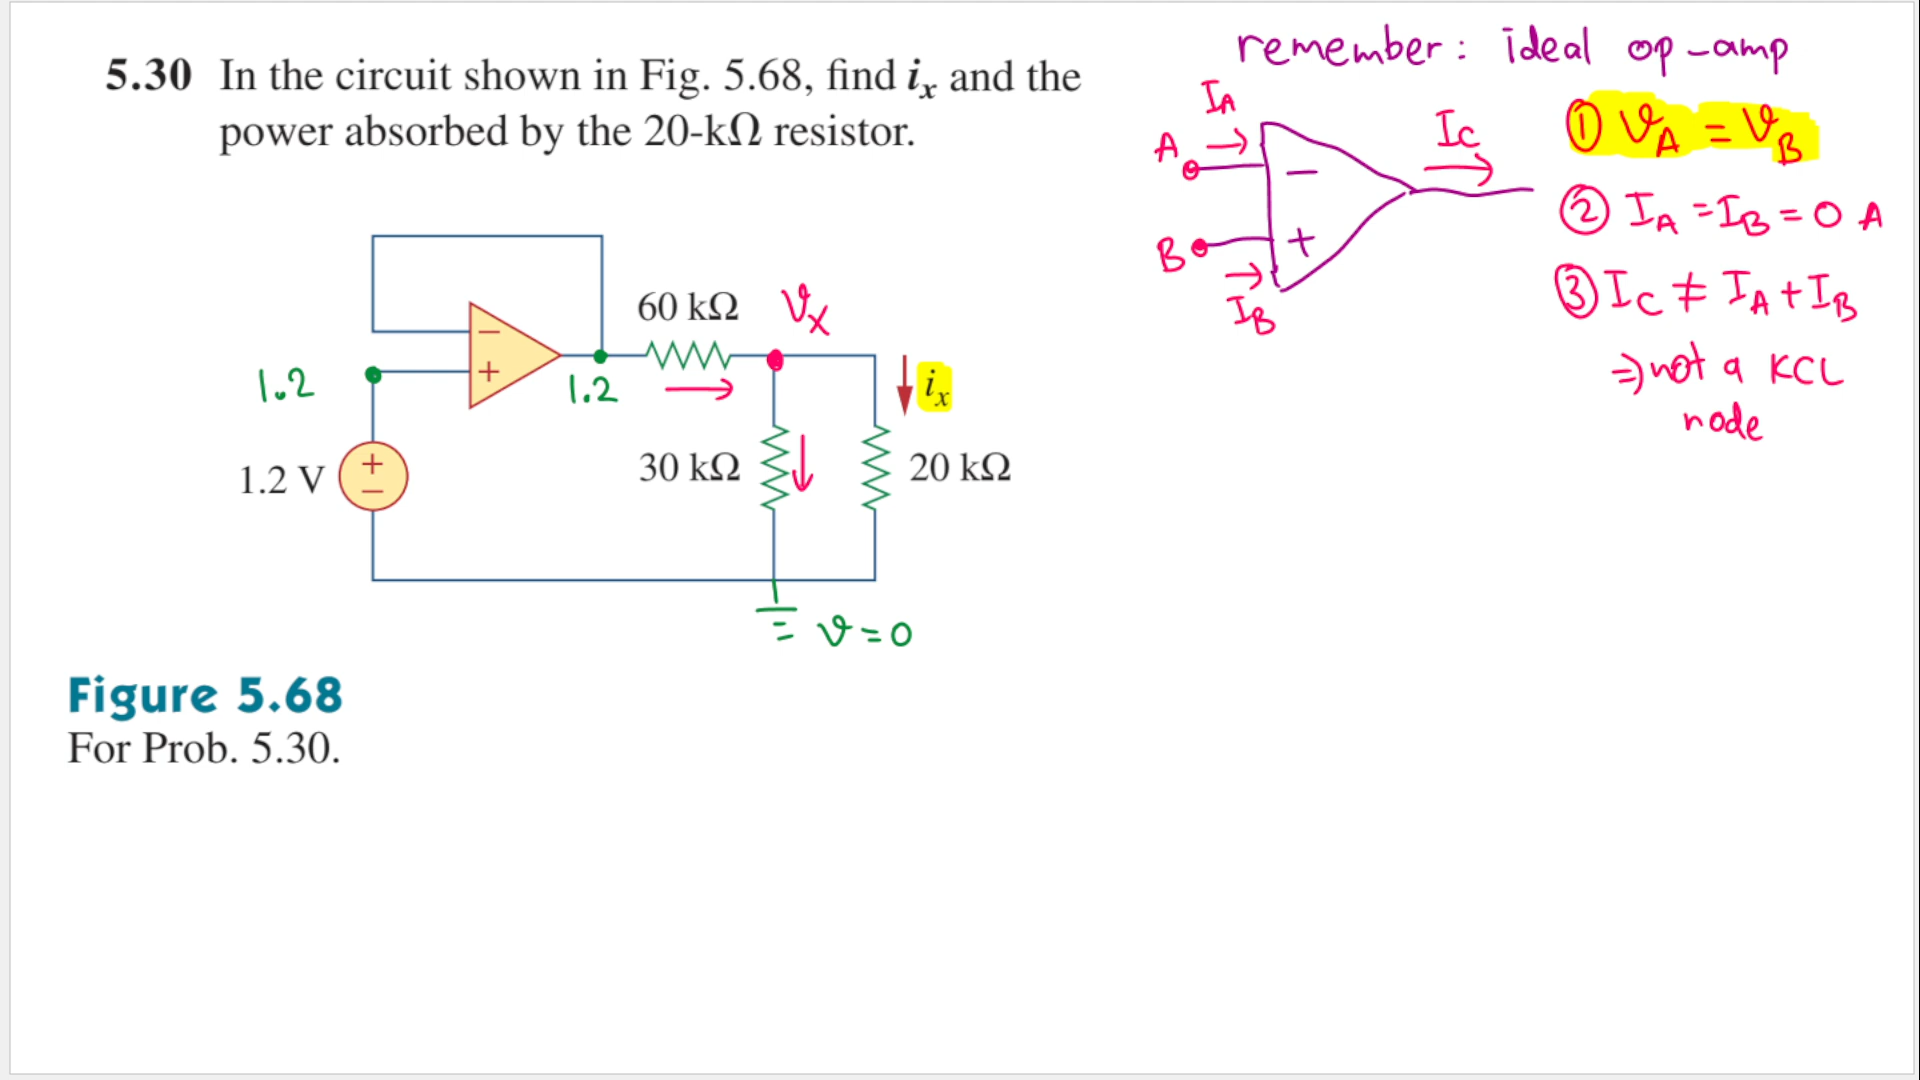 5.30 In the circuit shown in Fig. 5.68, find iₓ and the
power absorbed by the 20-kΩ resistor.
remember: ideal op-amp
I_A
A
−
+
B
I_B
I_C
① V_A = V_B
② I_A = I_B = 0 A
③ I_C ≠ I_A + I_B
⇒ not a KCL
node
60 kΩ
Vₓ
−
+
1.2
1.2
iₓ
1.2 V
+
−
30 kΩ
20 kΩ
V = 0
Figure 5.68
For Prob. 5.30.